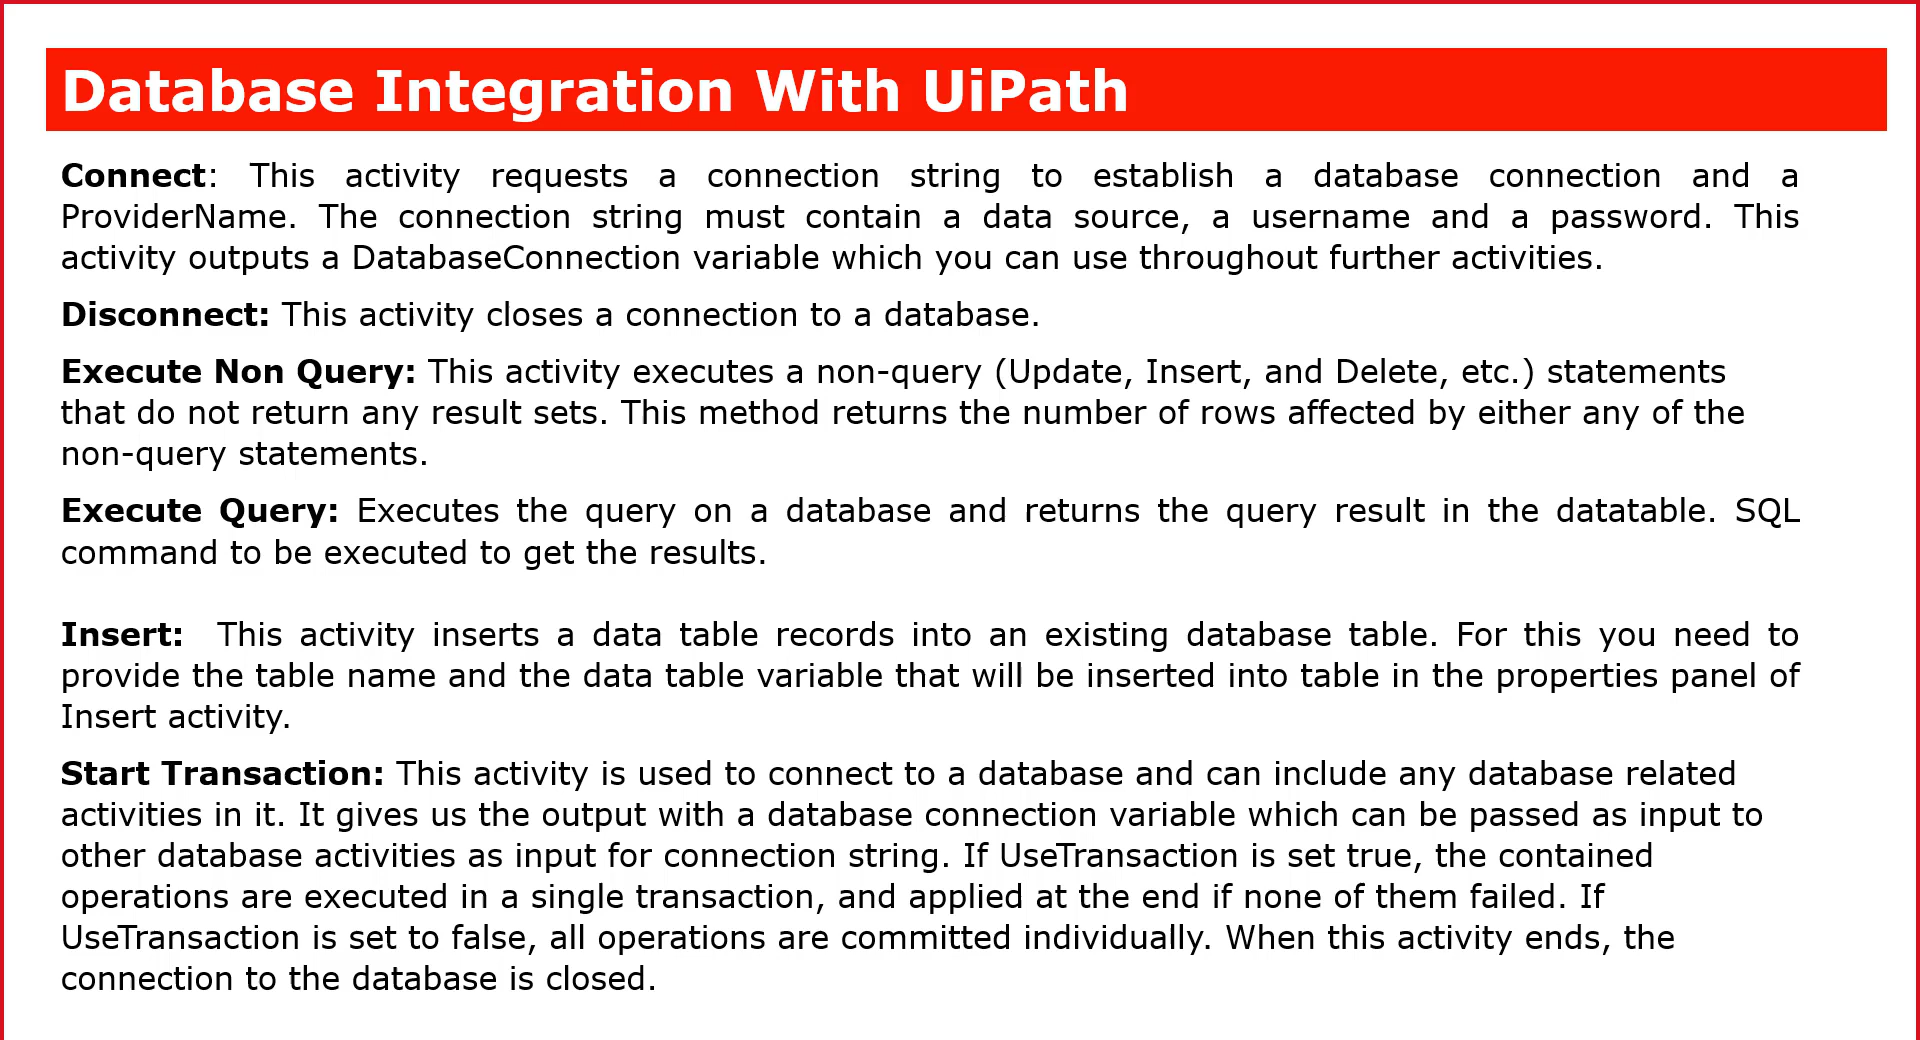 Database Integration With UiPath
Connect: This activity requests a connection string to establish a database connection and a
ProviderName. The connection string must contain a data source, a username and a password. This
activity outputs a DatabaseConnection variable which you can use throughout further activities.
Disconnect: This activity closes a connection to a database.
Execute Non Query: This activity executes a non-query (Update, Insert, and Delete, etc.) statements
that do not return any result sets. This method returns the number of rows affected by either any of the
non-query statements.
Execute Query: Executes the query on a database and returns the query result in the datatable. SQL
command to be executed to get the results.
Insert: This activity inserts a data table records into an existing database table. For this you need to
provide the table name and the data table variable that will be inserted into table in the properties panel of
Insert activity.
Start Transaction: This activity is used to connect to a database and can include any database related
activities in it. It gives us the output with a database connection variable which can be passed as input to
other database activities as input for connection string. If UseTransaction is set true, the contained
operations are executed in a single transaction, and applied at the end if none of them failed. If
UseTransaction is set to false, all operations are committed individually. When this activity ends, the
connection to the database is closed.